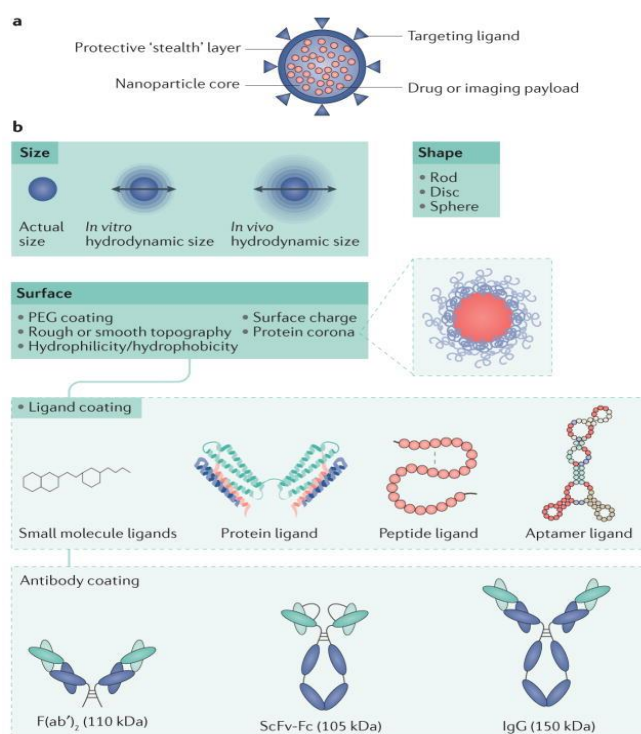 a
Protective ‘stealth’ layer
Targeting ligand
Nanoparticle core
Drug or imaging payload
b
Size
Actual
size
In vitro
hydrodynamic size
In vivo
hydrodynamic size
Shape
• Rod
• Disc
• Sphere
Surface
• PEG coating
• Rough or smooth topography
• Hydrophilicity/hydrophobicity
• Surface charge
• Protein corona
• Ligand coating
Small molecule ligands
Protein ligand
Peptide ligand
Aptamer ligand
Antibody coating
F(ab′)₂ (110 kDa)
ScFv-Fc (105 kDa)
IgG (150 kDa)